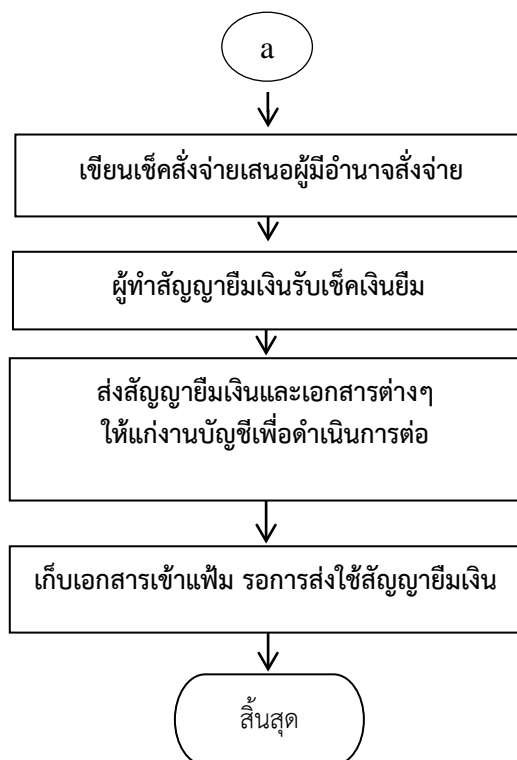 a
เขียนเช็คสั่งจ่ายเสนอผู้มีอำนาจสั่งจ่าย
ผู้ทำสัญญายืมเงินรับเช็คเงินยืม
ส่งสัญญายืมเงินและเอกสารต่างๆ
ให้แก่งานบัญชีเพื่อดำเนินการต่อ
เก็บเอกสารเข้าแฟ้ม รอการส่งใช้สัญญายืมเงิน
สิ้นสุด